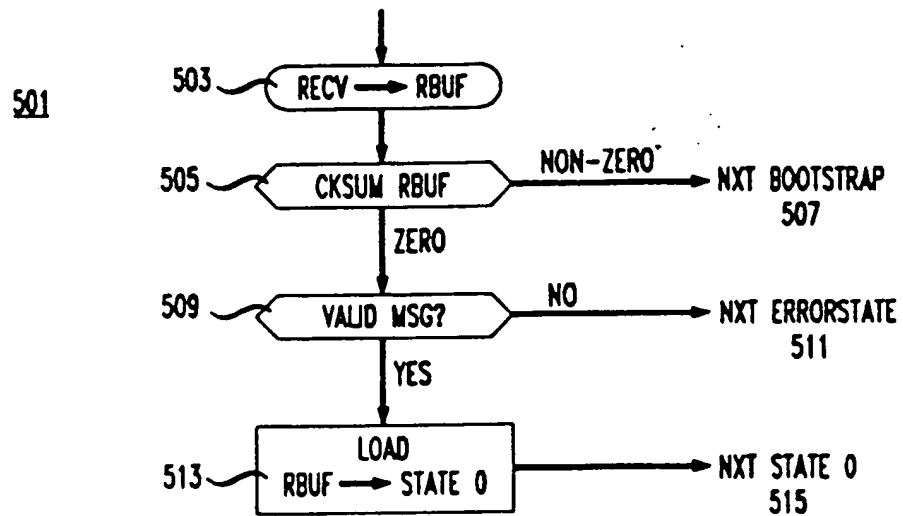 501
503
RECV → RBUF
505
CKSUM RBUF
NON-ZERO
NXT BOOTSTRAP
507
ZERO
509
VALID MSG?
NO
NXT ERRORSTATE
511
YES
513
LOAD
RBUF → STATE 0
NXT STATE 0
515